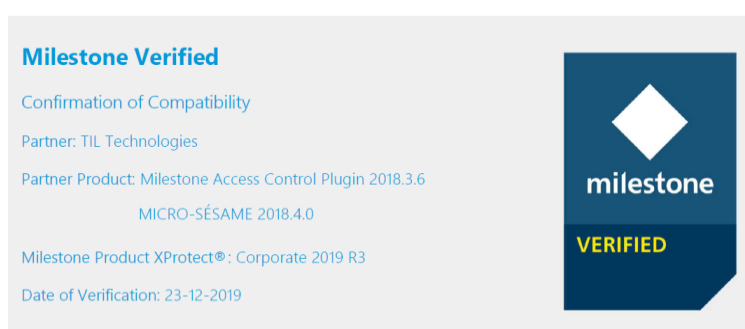 Milestone Verified
Confirmation of Compatibility
Partner: TIL Technologies
Partner Product: Milestone Access Control Plugin 2018.3.6
MICRO-SÉSAME 2018.4.0
Milestone Product XProtect®: Corporate 2019 R3
Date of Verification: 23-12-2019
milestone
VERIFIED